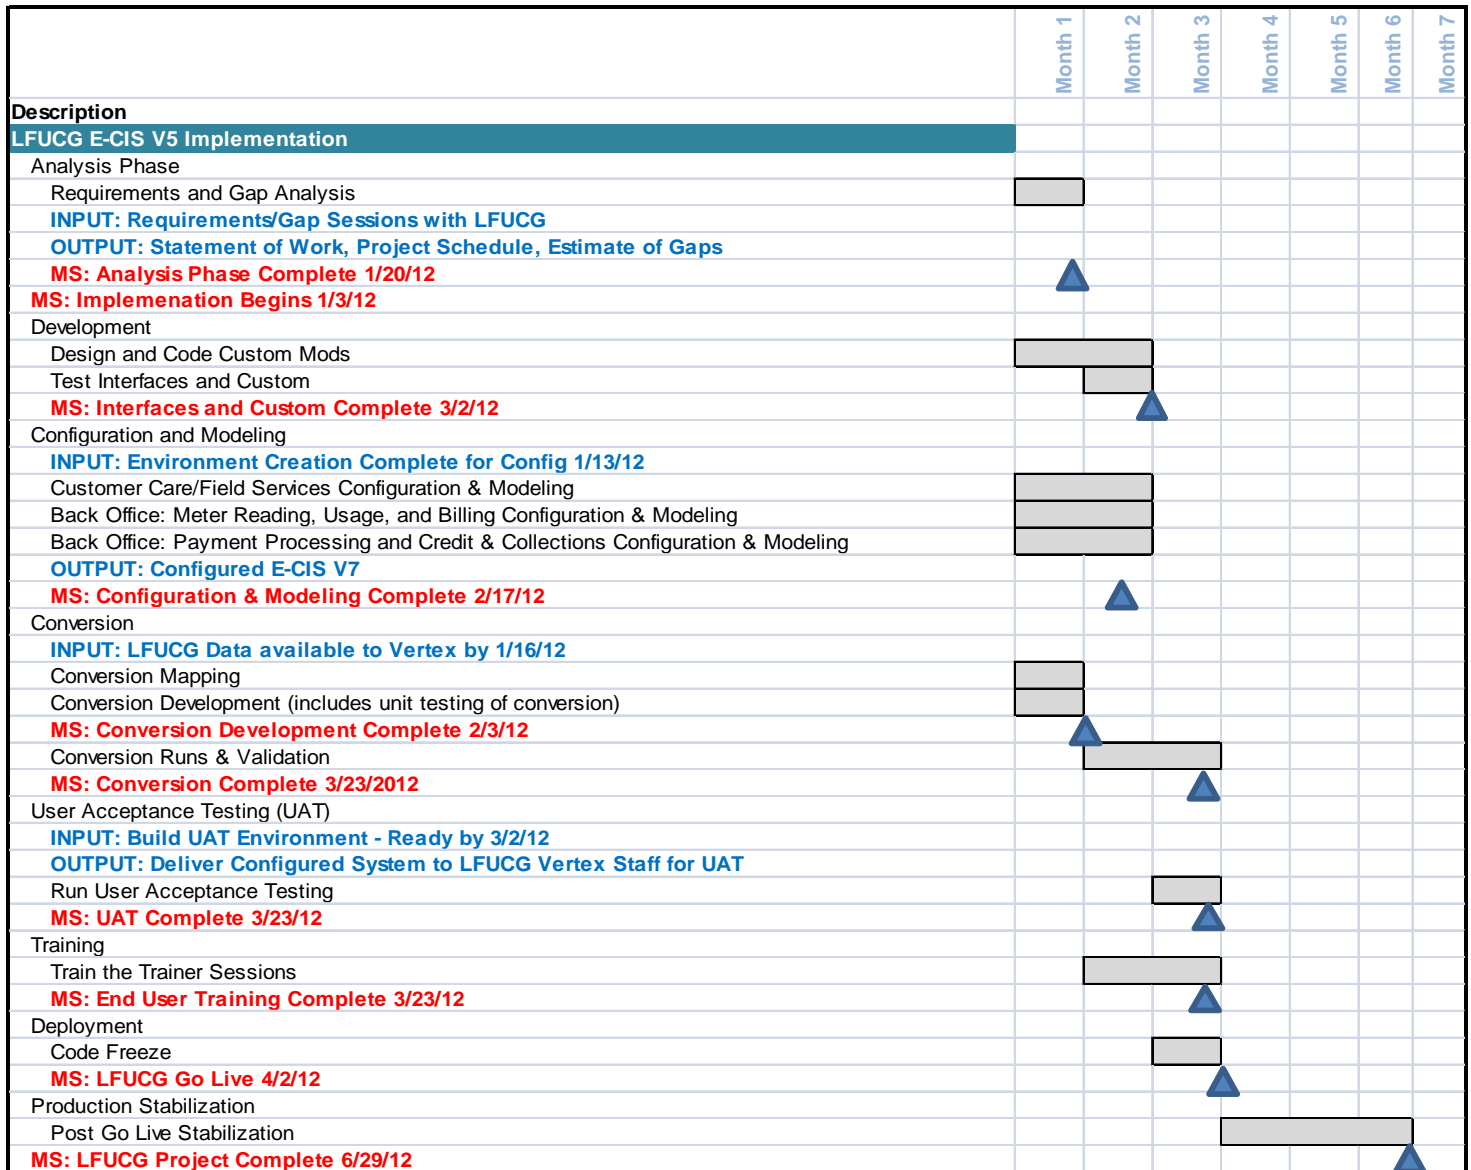 Month 1
Month 2
Month 3
Month 4
Month 5
Month 6
Month 7
Description
LFUCG E-CIS V5 Implementation
Analysis Phase
Requirements and Gap Analysis
INPUT: Requirements/Gap Sessions with LFUCG
OUTPUT: Statement of Work, Project Schedule, Estimate of Gaps
MS: Analysis Phase Complete 1/20/12
MS: Implemenation Begins 1/3/12
Development
Design and Code Custom Mods
Test Interfaces and Custom
MS: Interfaces and Custom Complete 3/2/12
Configuration and Modeling
INPUT: Environment Creation Complete for Config 1/13/12
Customer Care/Field Services Configuration & Modeling
Back Office: Meter Reading, Usage, and Billing Configuration & Modeling
Back Office: Payment Processing and Credit & Collections Configuration & Modeling
OUTPUT: Configured E-CIS V7
MS: Configuration & Modeling Complete 2/17/12
Conversion
INPUT: LFUCG Data available to Vertex by 1/16/12
Conversion Mapping
Conversion Development (includes unit testing of conversion)
MS: Conversion Development Complete 2/3/12
Conversion Runs & Validation
MS: Conversion Complete 3/23/2012
User Acceptance Testing (UAT)
INPUT: Build UAT Environment - Ready by 3/2/12
OUTPUT: Deliver Configured System to LFUCG Vertex Staff for UAT
Run User Acceptance Testing
MS: UAT Complete 3/23/12
Training
Train the Trainer Sessions
MS: End User Training Complete 3/23/12
Deployment
Code Freeze
MS: LFUCG Go Live 4/2/12
Production Stabilization
Post Go Live Stabilization
MS: LFUCG Project Complete 6/29/12